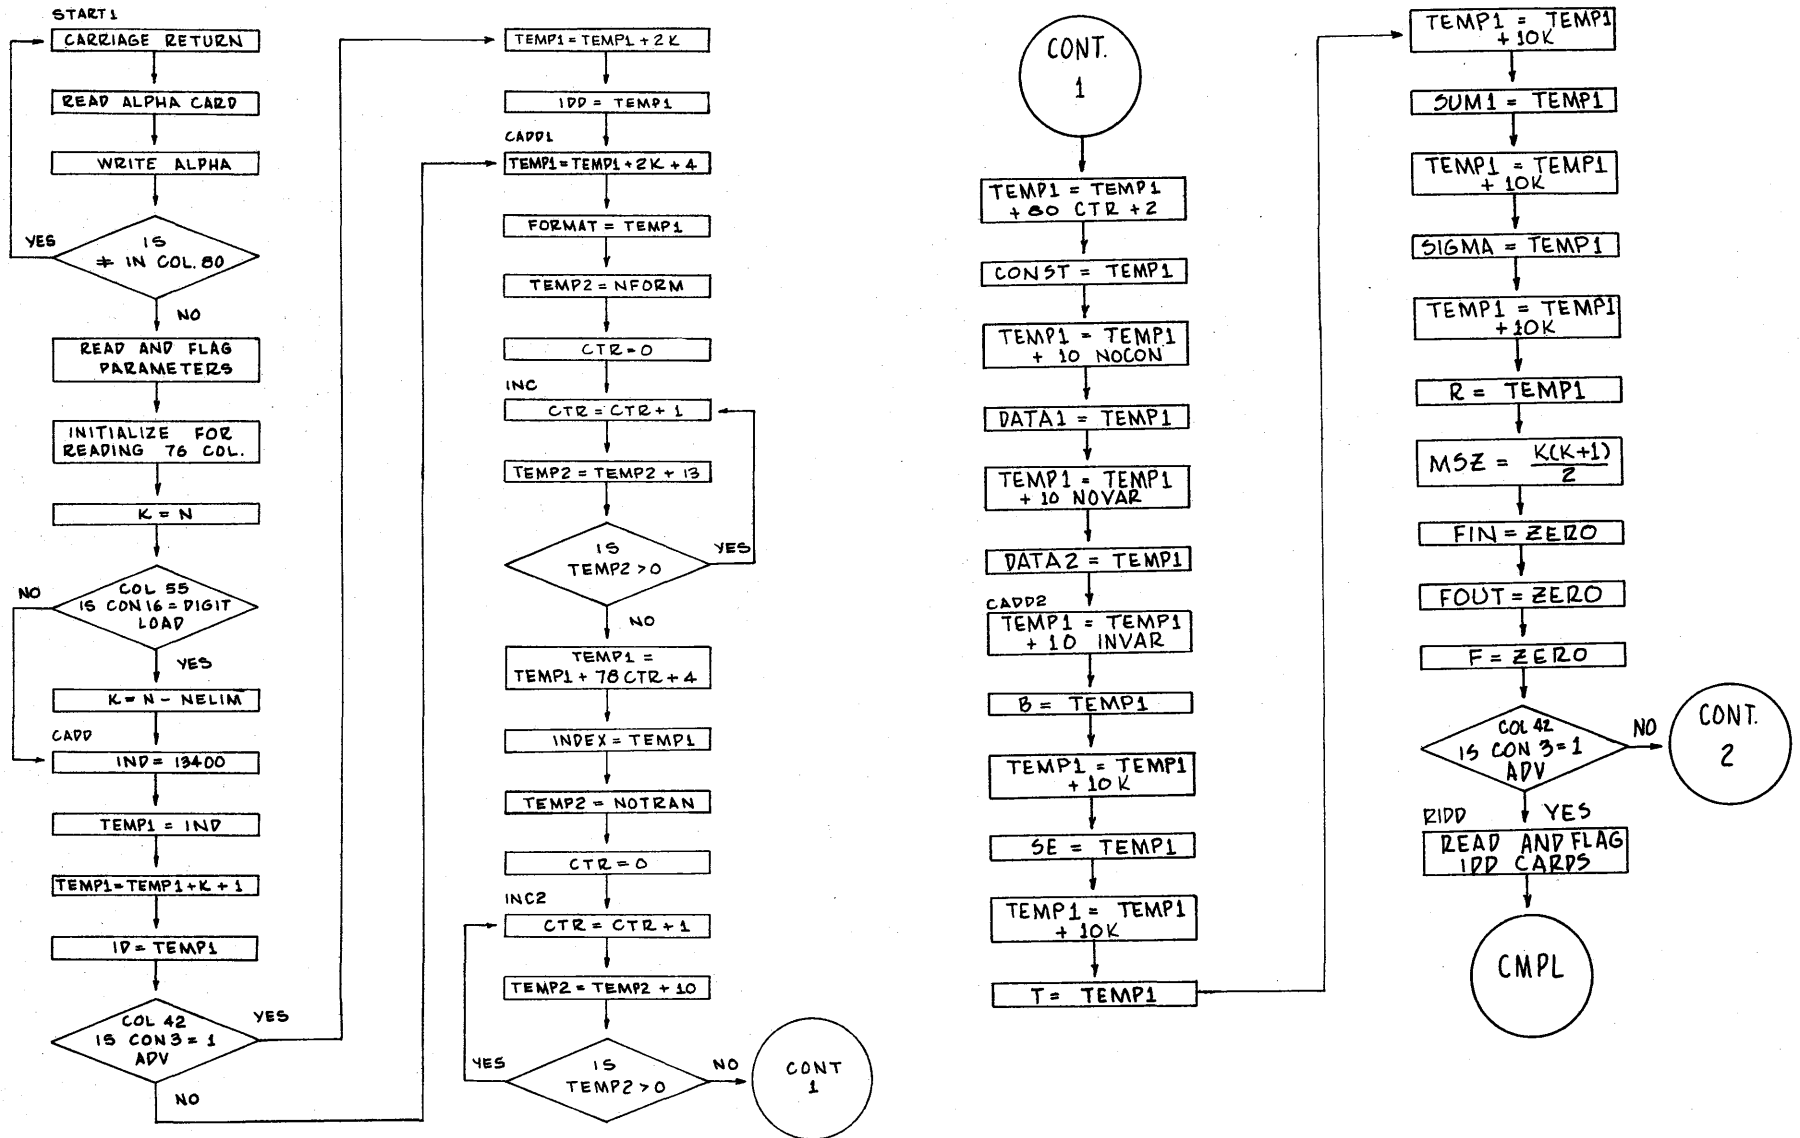 START1
CARRIAGE RETURN
READ ALPHA CARD
WRITE ALPHA
IS
≠ IN COL. 80
YES
NO
READ AND FLAG
PARAMETERS
INITIALIZE FOR
READING 76 COL.
K = N
COL 55
IS CON16 = DIGIT
LOAD
NO
YES
K = N - NELIM
CADD
IND = 13400
TEMP1 = IND
TEMP1 = TEMP1 + K + 1
ID = TEMP1
COL 42
IS CON3 = 1
ADV
YES
NO
TEMP1 = TEMP1 + 2K
IDD = TEMP1
CADD1
TEMP1 = TEMP1 + 2K + 4
FORMAT = TEMP1
TEMP2 = NFORM
CTR = 0
INC
CTR = CTR + 1
TEMP2 = TEMP2 + 13
IS
TEMP2 > 0
YES
NO
TEMP1 =
TEMP1 + 78 CTR + 4
INDEX = TEMP1
TEMP2 = NOTRAN
CTR = 0
INC2
CTR = CTR + 1
TEMP2 = TEMP2 + 10
IS
TEMP2 > 0
YES
NO
CONT
1
CONT.
1
TEMP1 = TEMP1
+ 80 CTR + 2
CONST = TEMP1
TEMP1 = TEMP1
+ 10 NOCON
DATA1 = TEMP1
TEMP1 = TEMP1
+ 10 NOVAR
DATA2 = TEMP1
CADD2
TEMP1 = TEMP1
+ 10 INVAR
B = TEMP1
TEMP1 = TEMP1
+ 10K
SE = TEMP1
TEMP1 = TEMP1
+ 10K
T = TEMP1
TEMP1 = TEMP1
+ 10K
SUM1 = TEMP1
TEMP1 = TEMP1
+ 10K
SIGMA = TEMP1
TEMP1 = TEMP1
+ 10K
R = TEMP1
MSZ = K(K+1)
2
FIN = ZERO
FOUT = ZERO
F = ZERO
COL 42
IS CON 3 = 1
ADV
NO
CONT.
2
YES
RIDD
READ AND FLAG
IDD CARDS
CMPL